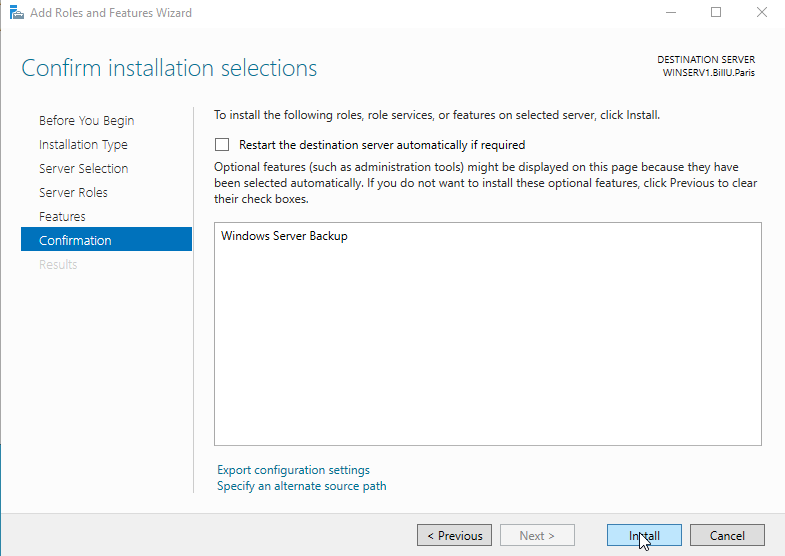 Add Roles and Features Wizard
Confirm installation selections
DESTINATION SERVER
WINSERV1.BillU.Paris
Before You Begin
Installation Type
Server Selection
Server Roles
Features
Confirmation
Results
To install the following roles, role services, or features on selected server, click Install.
Restart the destination server automatically if required
Optional features (such as administration tools) might be displayed on this page because they have
been selected automatically. If you do not want to install these optional features, click Previous to clear
their check boxes.
Windows Server Backup
Export configuration settings
Specify an alternate source path
< Previous
Next >
Install
Cancel